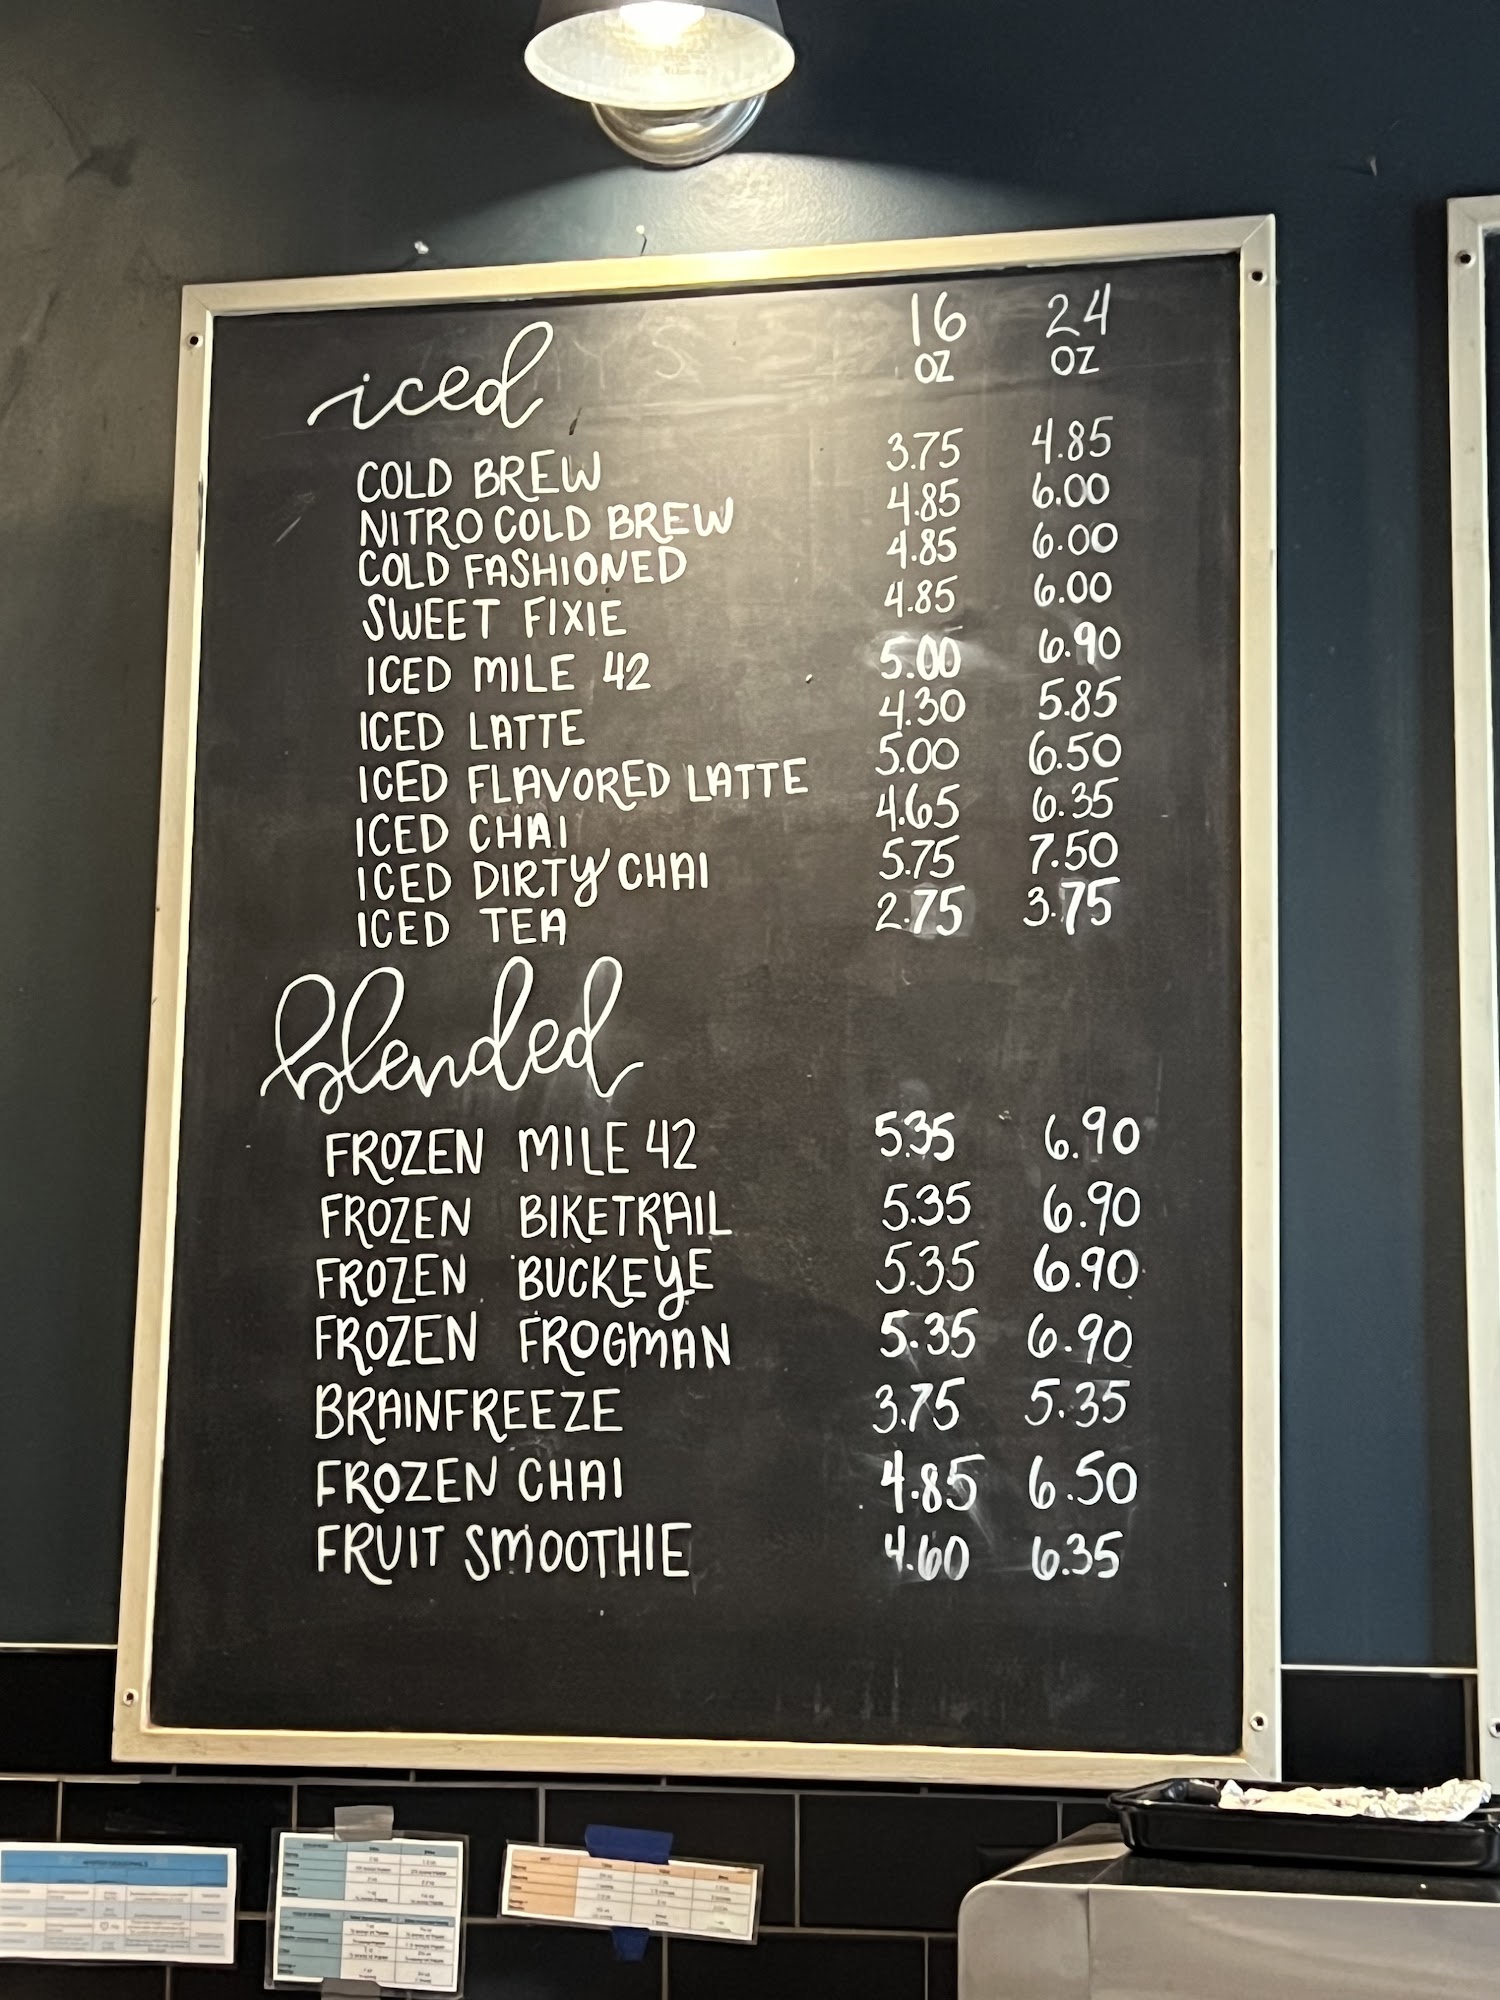 16 24
OZ OZ
iced
COLD BREW 3.75 4.85
NITRO COLD BREW 4.85 6.00
COLD FASHIONED 4.85 6.00
SWEET FIXIE 4.85 6.00
ICED MILE 42 5.00 6.90
ICED LATTE 4.30 5.85
ICED FLAVORED LATTE 5.00 6.50
ICED CHAI 4.65 6.35
ICED DIRTY CHAI 5.75 7.50
ICED TEA 2.75 3.75
blended
FROZEN MILE 42 5.35 6.90
FROZEN BIKETRAIL 5.35 6.90
FROZEN BUCKEYE 5.35 6.90
FROZEN FROGMAN 5.35 6.90
BRAINFREEZE 3.75 5.35
FROZEN CHAI 4.85 6.50
FRUIT SMOOTHIE 4.60 6.35